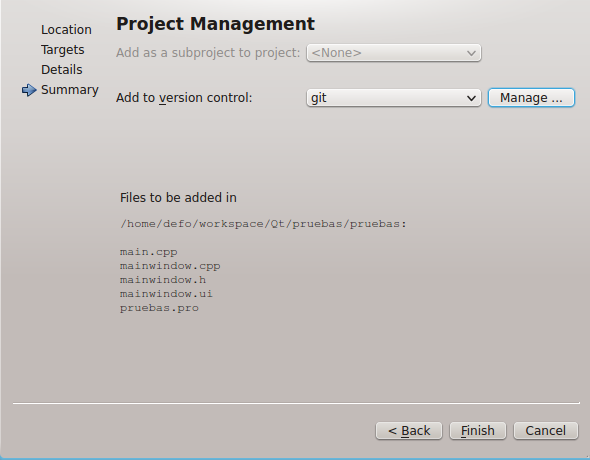 Location
Targets
Details
Summary
Project Management
Add as a subproject to project: <None>
Add to version control: git Manage ...
Files to be added in
/home/defo/workspace/Qt/pruebas/pruebas:
main.cpp
mainwindow.cpp
mainwindow.h
mainwindow.ui
pruebas.pro
< Back Finish Cancel